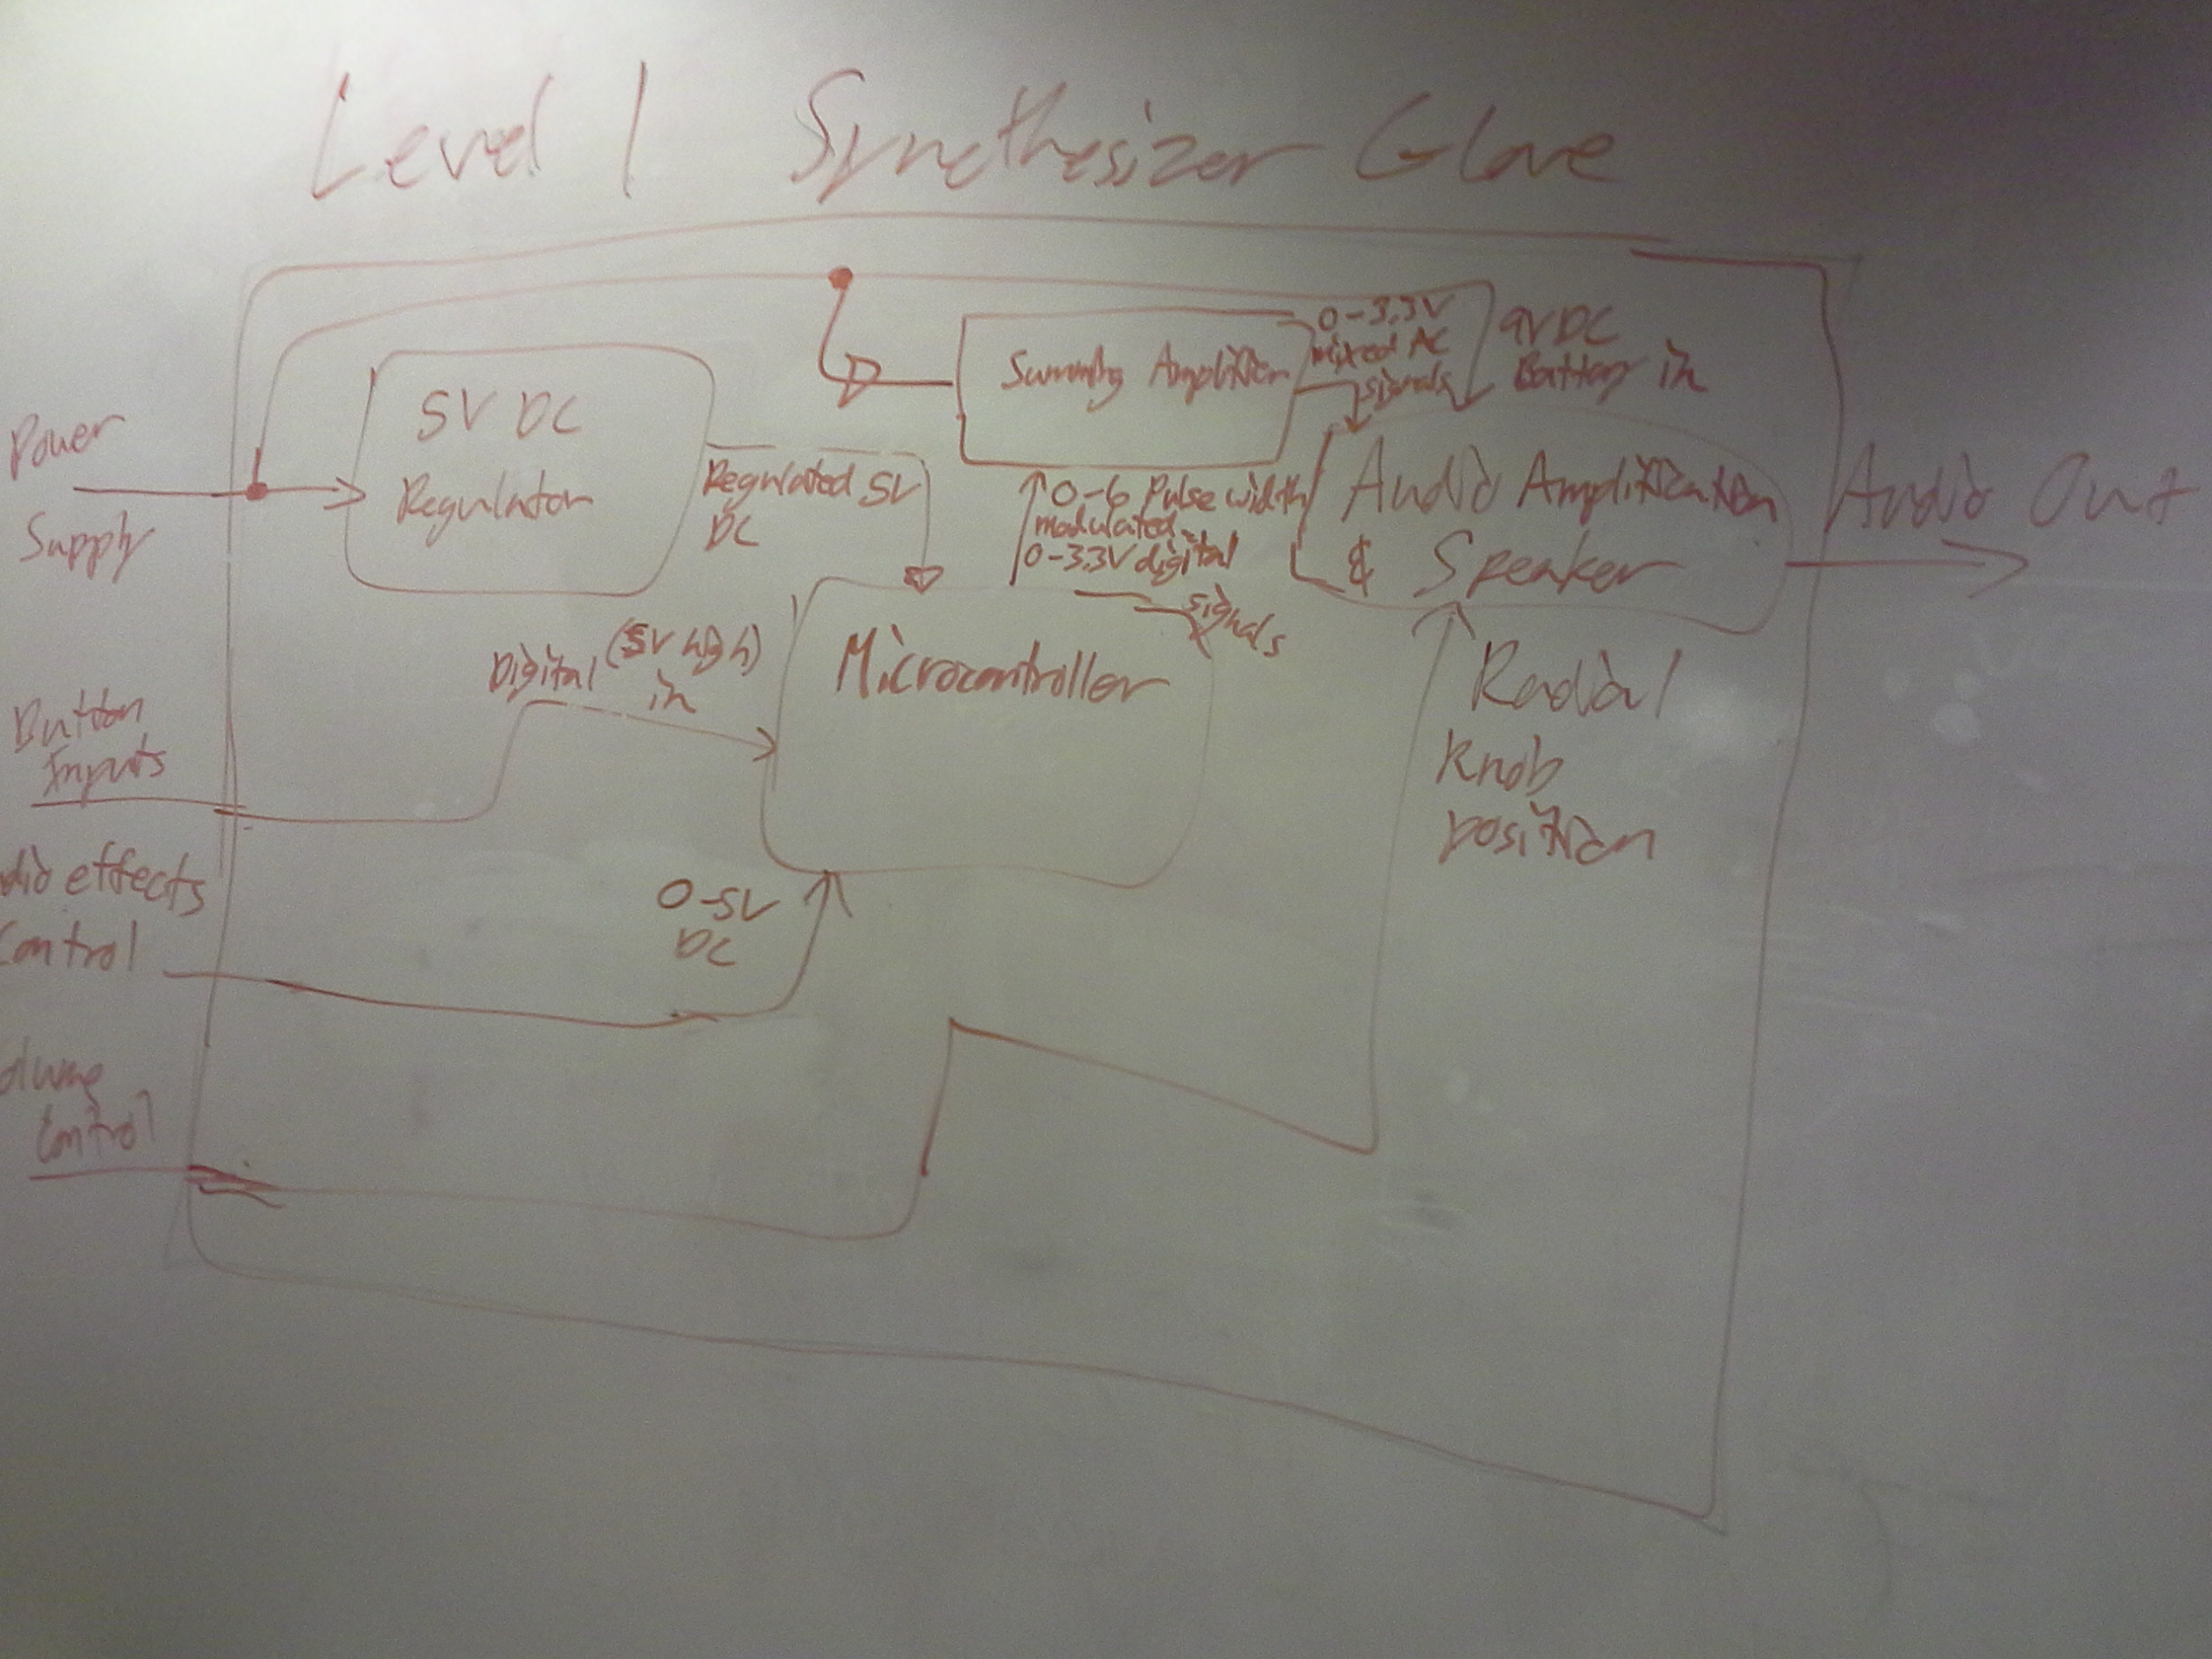 Level 1 Synthesizer Glove
Power
Supply
5V DC
Regulator
Regulated 5V
DC
Summing Amplifier
0-3.3V
mixed AC
signals
9V DC
Battery in
0-6 Pulse width
modulated
0-3.3V digital
signals
Audio Amplification
& Speaker
Audio Out
Button
Inputs
Digital (5V high)
in
Microcontroller
Radial
Knob
position
dio effects
Control
0-5V
DC
olume
Control